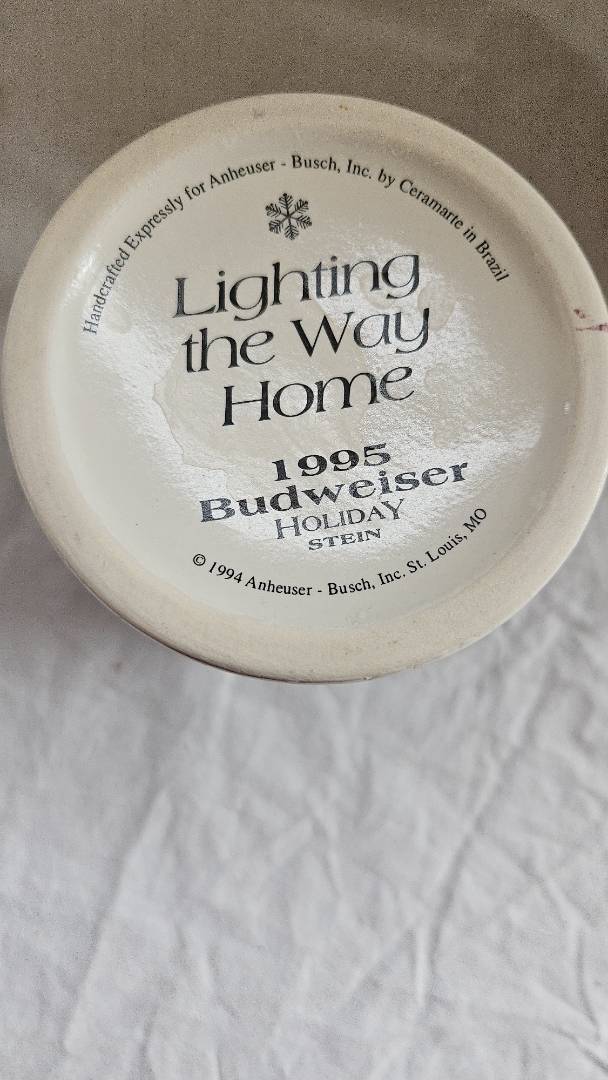 Handcrafted Expressly for Anheuser - Busch, Inc. by Ceramarte in Brazil
Lighting
the Way
Home
1995
Budweiser
HOLIDAY
STEIN
© 1994 Anheuser - Busch, Inc. St. Louis, MO